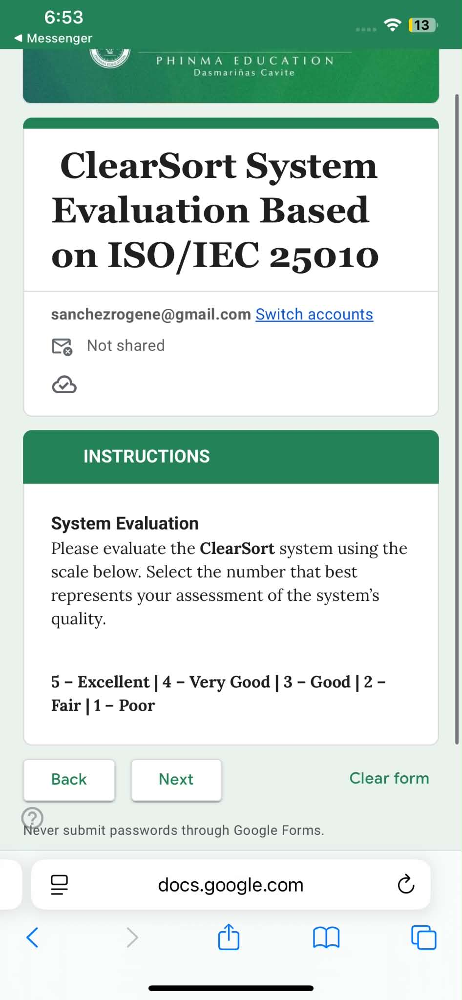 6:53
13
◀ Messenger
PHINMA EDUCATION
PHINMA EDUCATION
Dasmariñas Cavite
ClearSort System
Evaluation Based
on ISO/IEC 25010
sanchezrogene@gmail.com Switch accounts
Not shared
INSTRUCTIONS
System Evaluation
Please evaluate the ClearSort system using the
scale below. Select the number that best
represents your assessment of the system’s
quality.
5 – Excellent | 4 – Very Good | 3 – Good | 2 –
Fair | 1 – Poor
Back
Next
Clear form
?
Never submit passwords through Google Forms.
docs.google.com